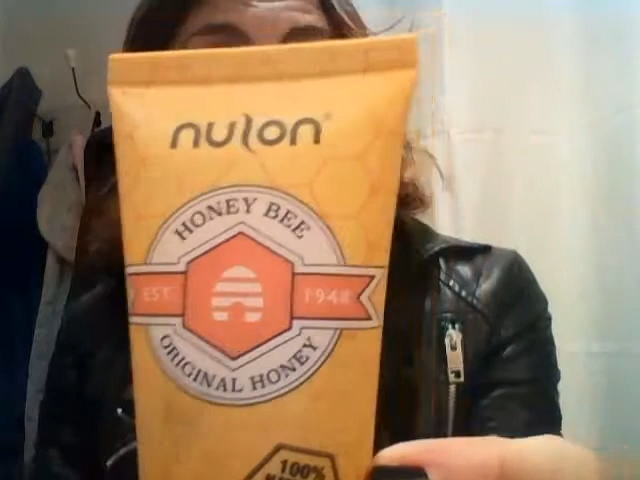 nulon
HONEY BEE
EST. 1948
ORIGINAL HONEY
100%